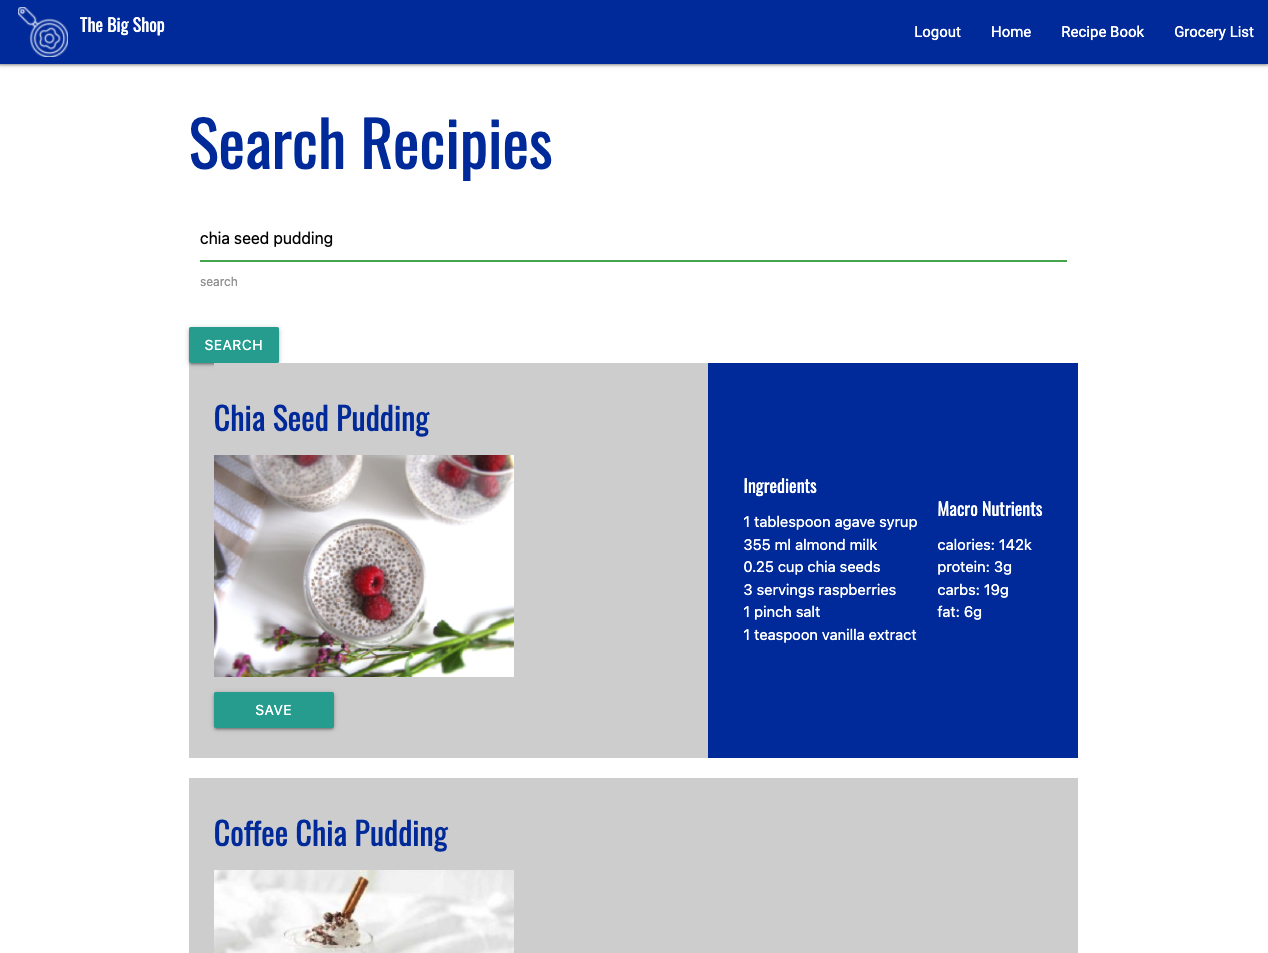 The Big Shop
Logout
Home
Recipe Book
Grocery List
Search Recipies
chia seed pudding
search
SEARCH
Chia Seed Pudding
SAVE
Ingredients
1 tablespoon agave syrup
355 ml almond milk
0.25 cup chia seeds
3 servings raspberries
1 pinch salt
1 teaspoon vanilla extract
Macro Nutrients
calories: 142k
protein: 3g
carbs: 19g
fat: 6g
Coffee Chia Pudding